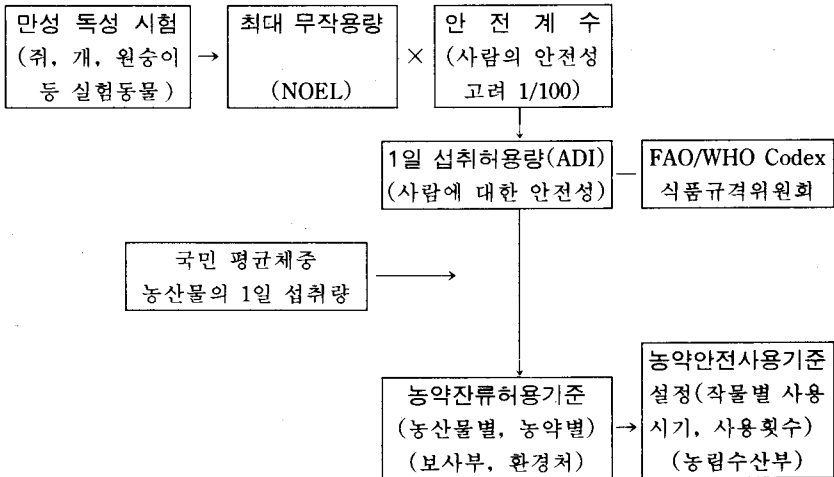 만성 독성 시험
(쥐, 개, 원숭이
등 실험동물)
→
최대 무작용량
(NOEL)
×
안 전 계 수
(사람의 안전성
고려 1/100)
1일 섭취허용량(ADI)
(사람에 대한 안전성)
FAO/WHO Codex
식품규격위원회
국민 평균체중
농산물의 1일 섭취량
농약잔류허용기준
(농산물별, 농약별)
(보사부, 환경처)
농약안전사용기준
설정(작물별 사용
시기, 사용횟수)
(농림수산부)